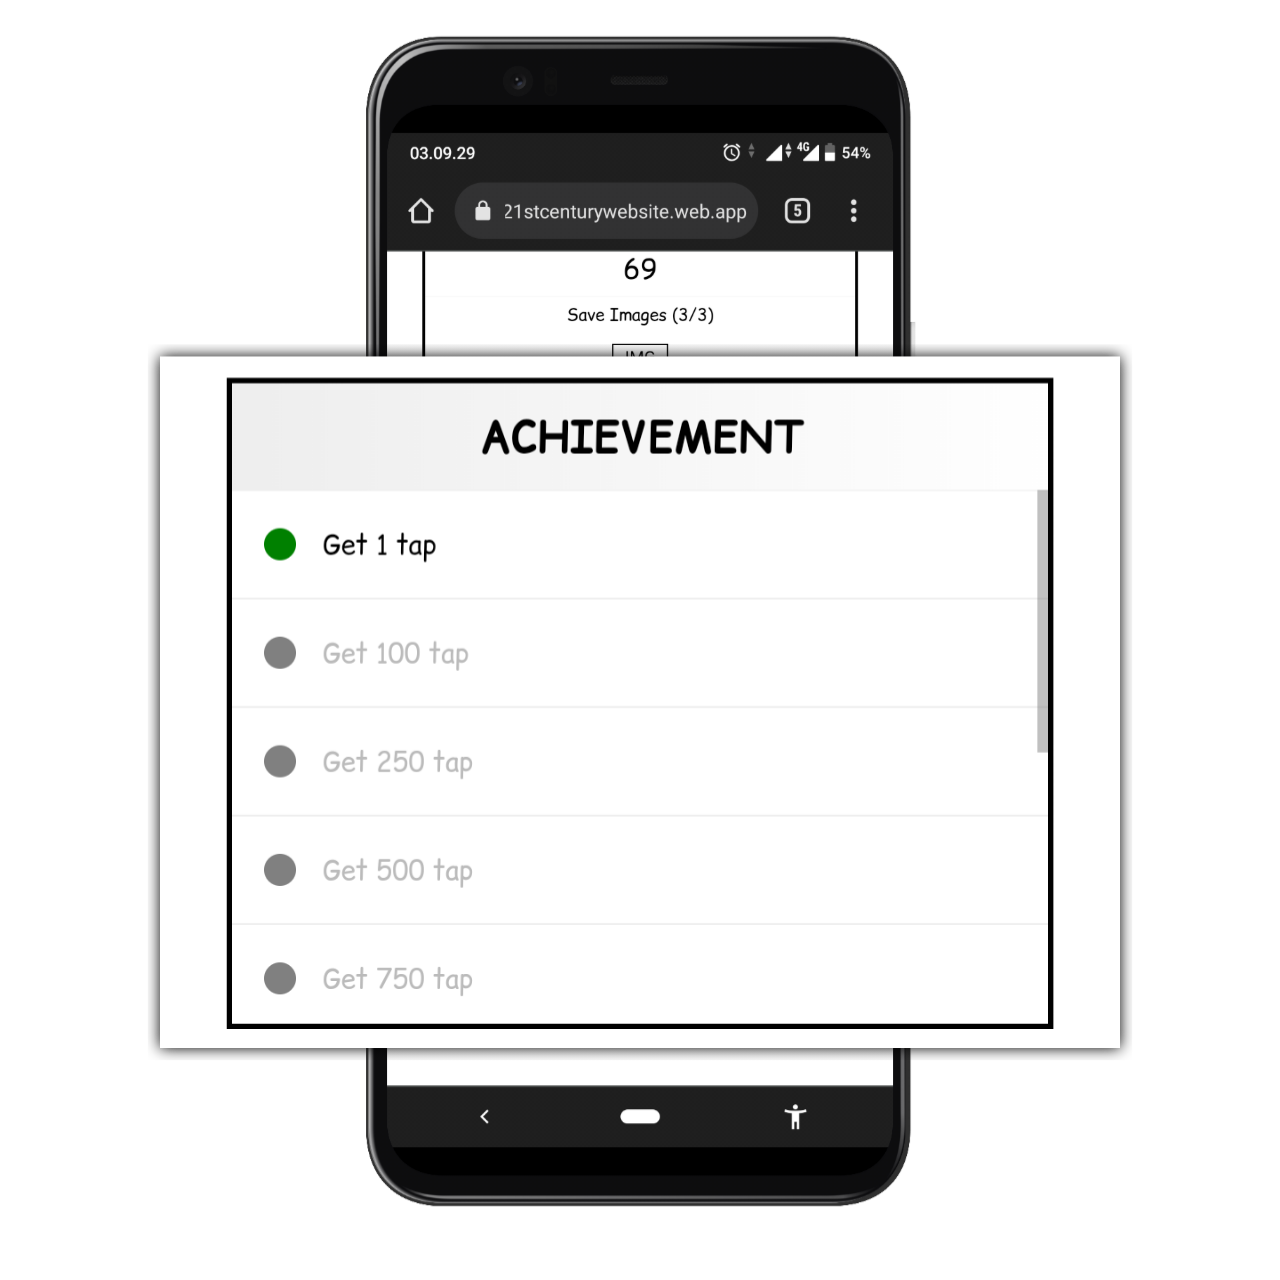 03.09.29
4G 54%
21stcenturywebsite.web.app
5
69
Save Images (3/3)
IMG
ACHIEVEMENT
Get 1 tap
Get 100 tap
Get 250 tap
Get 500 tap
Get 750 tap